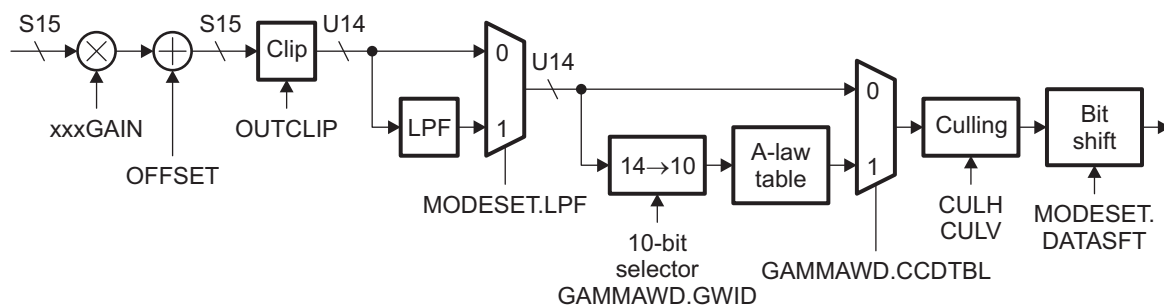 S15
S15
Clip
U14
xxxGAIN
OFFSET
OUTCLIP
0
LPF
1
MODESET.LPF
U14
14→10
A-law
table
10-bit
selector
GAMMAWD.GWID
0
1
GAMMAWD.CCDTBL
Culling
CULH
CULV
Bit
shift
MODESET.
DATASFT